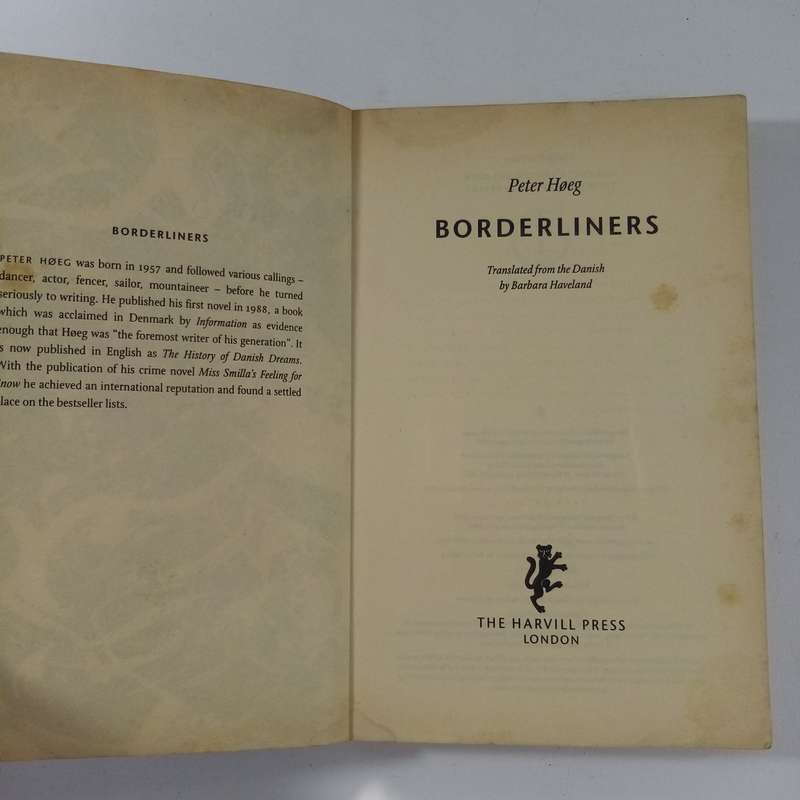 BORDERLINERS
PETER HØEG was born in 1957 and followed various callings –
dancer, actor, fencer, sailor, mountaineer – before he turned
seriously to writing. He published his first novel in 1988, a book
which was acclaimed in Denmark by Information as evidence
enough that Høeg was "the foremost writer of his generation". It
s now published in English as The History of Danish Dreams.
With the publication of his crime novel Miss Smilla's Feeling for
Snow he achieved an international reputation and found a settled
lace on the bestseller lists.
Peter Høeg
BORDERLINERS
Translated from the Danish
by Barbara Haveland
THE HARVILL PRESS
LONDON